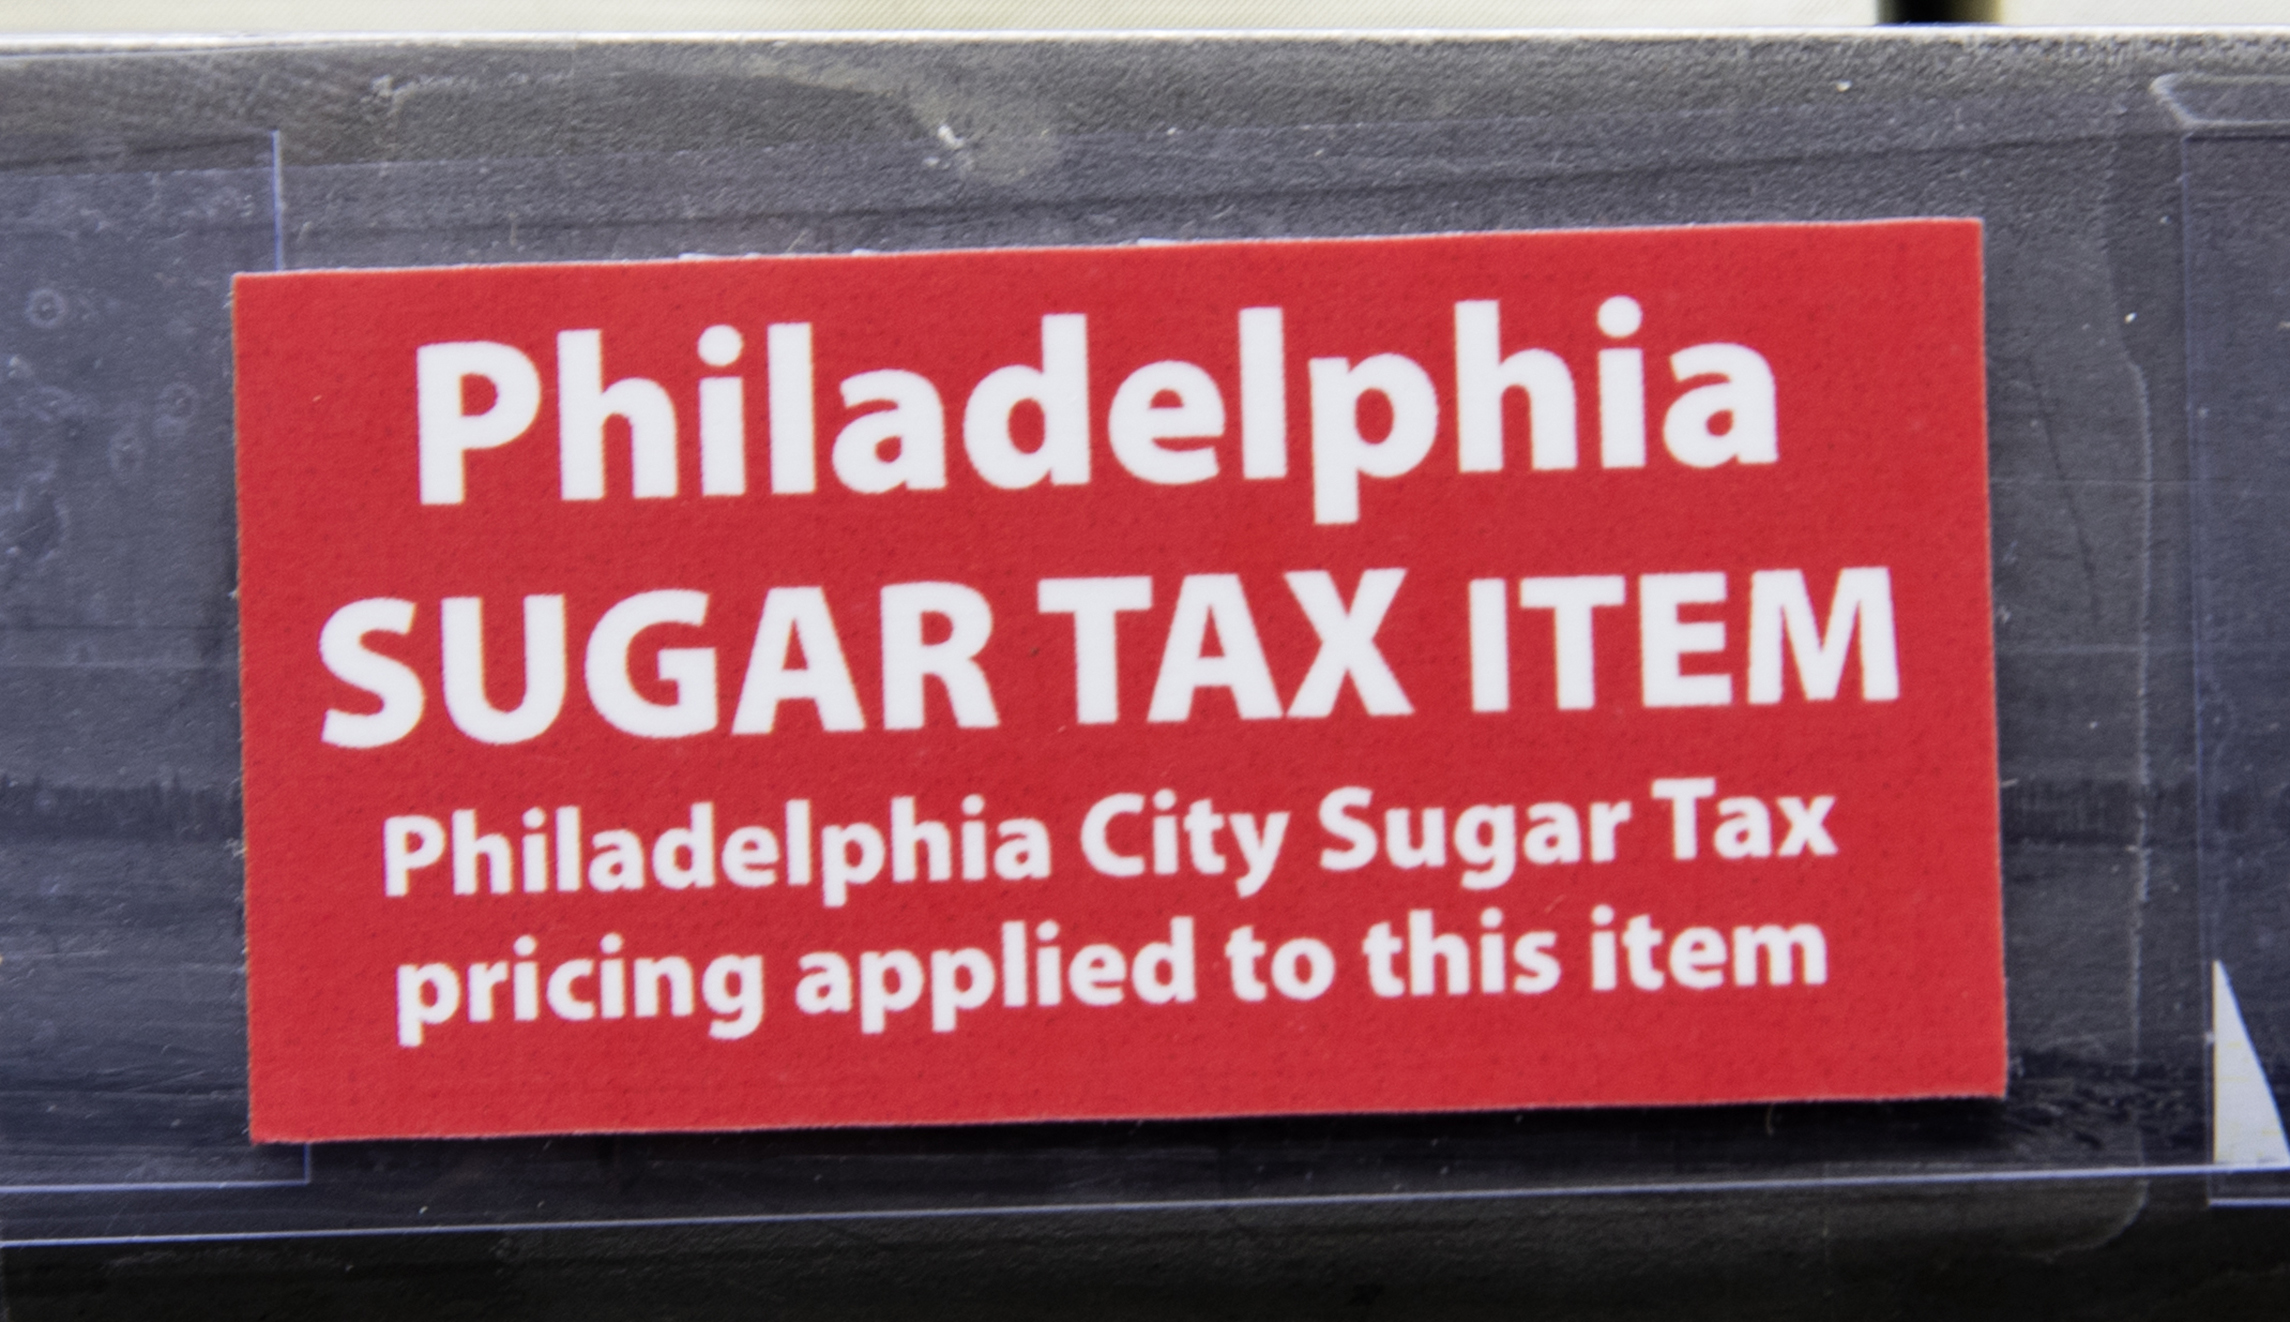 Philadelphia
SUGAR TAX ITEM
Philadelphia City Sugar Tax
pricing applied to this item